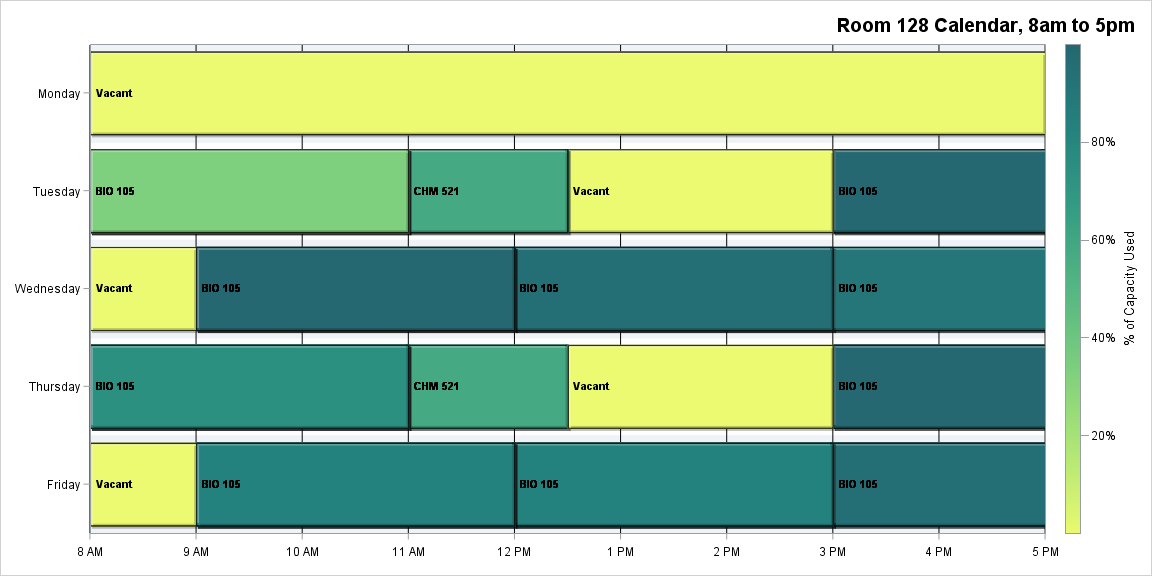 Room 128 Calendar, 8am to 5pm
Monday
Vacant
Tuesday
BIO 105
CHM 521
Vacant
BIO 105
Wednesday
Vacant
BIO 105
BIO 105
BIO 105
Thursday
BIO 105
CHM 521
Vacant
BIO 105
Friday
Vacant
BIO 105
BIO 105
BIO 105
8 AM
9 AM
10 AM
11 AM
12 PM
1 PM
2 PM
3 PM
4 PM
5 PM
80%
60%
40%
20%
% of Capacity Used